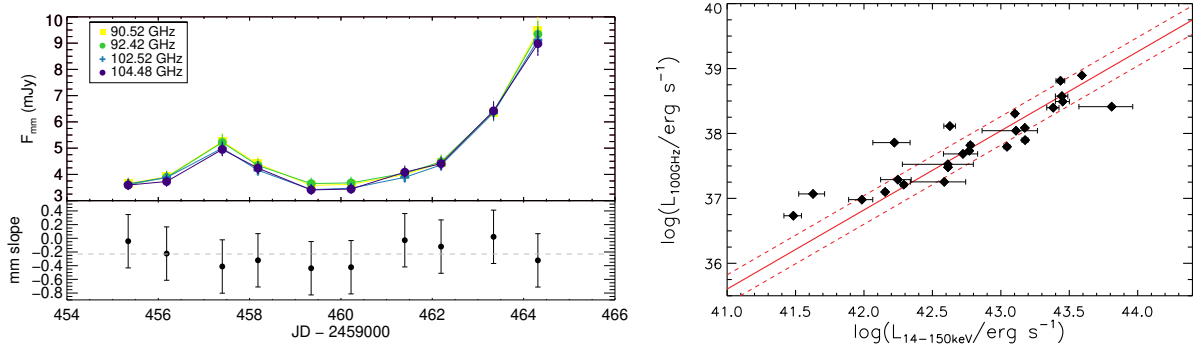 90.52 GHz
92.42 GHz
102.52 GHz
104.48 GHz
10
9
8
7
6
5
4
3
F_mm (mJy)
0.4
0.2
0.0
−0.2
−0.4
−0.6
−0.8
mm slope
454 456 458 460 462 464 466
JD − 2459000
40
39
38
37
36
log(L_100GHz/erg s⁻¹)
41.0 41.5 42.0 42.5 43.0 43.5 44.0
log(L_14−150keV/erg s⁻¹)